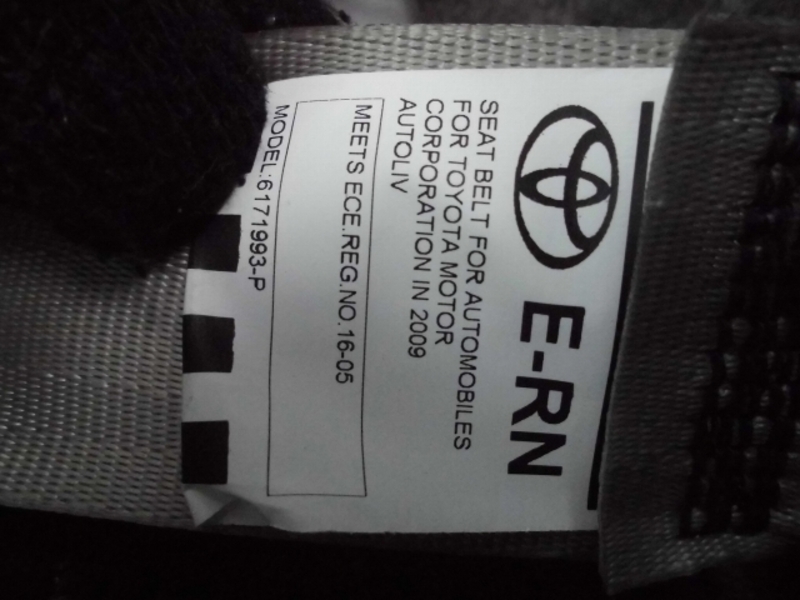 E-RN
SEAT BELT FOR AUTOMOBILES
FOR TOYOTA MOTOR
CORPORATION IN 2009
AUTOLIV
MEETS ECE.REG.NO.16-05
MODEL:6171993-P